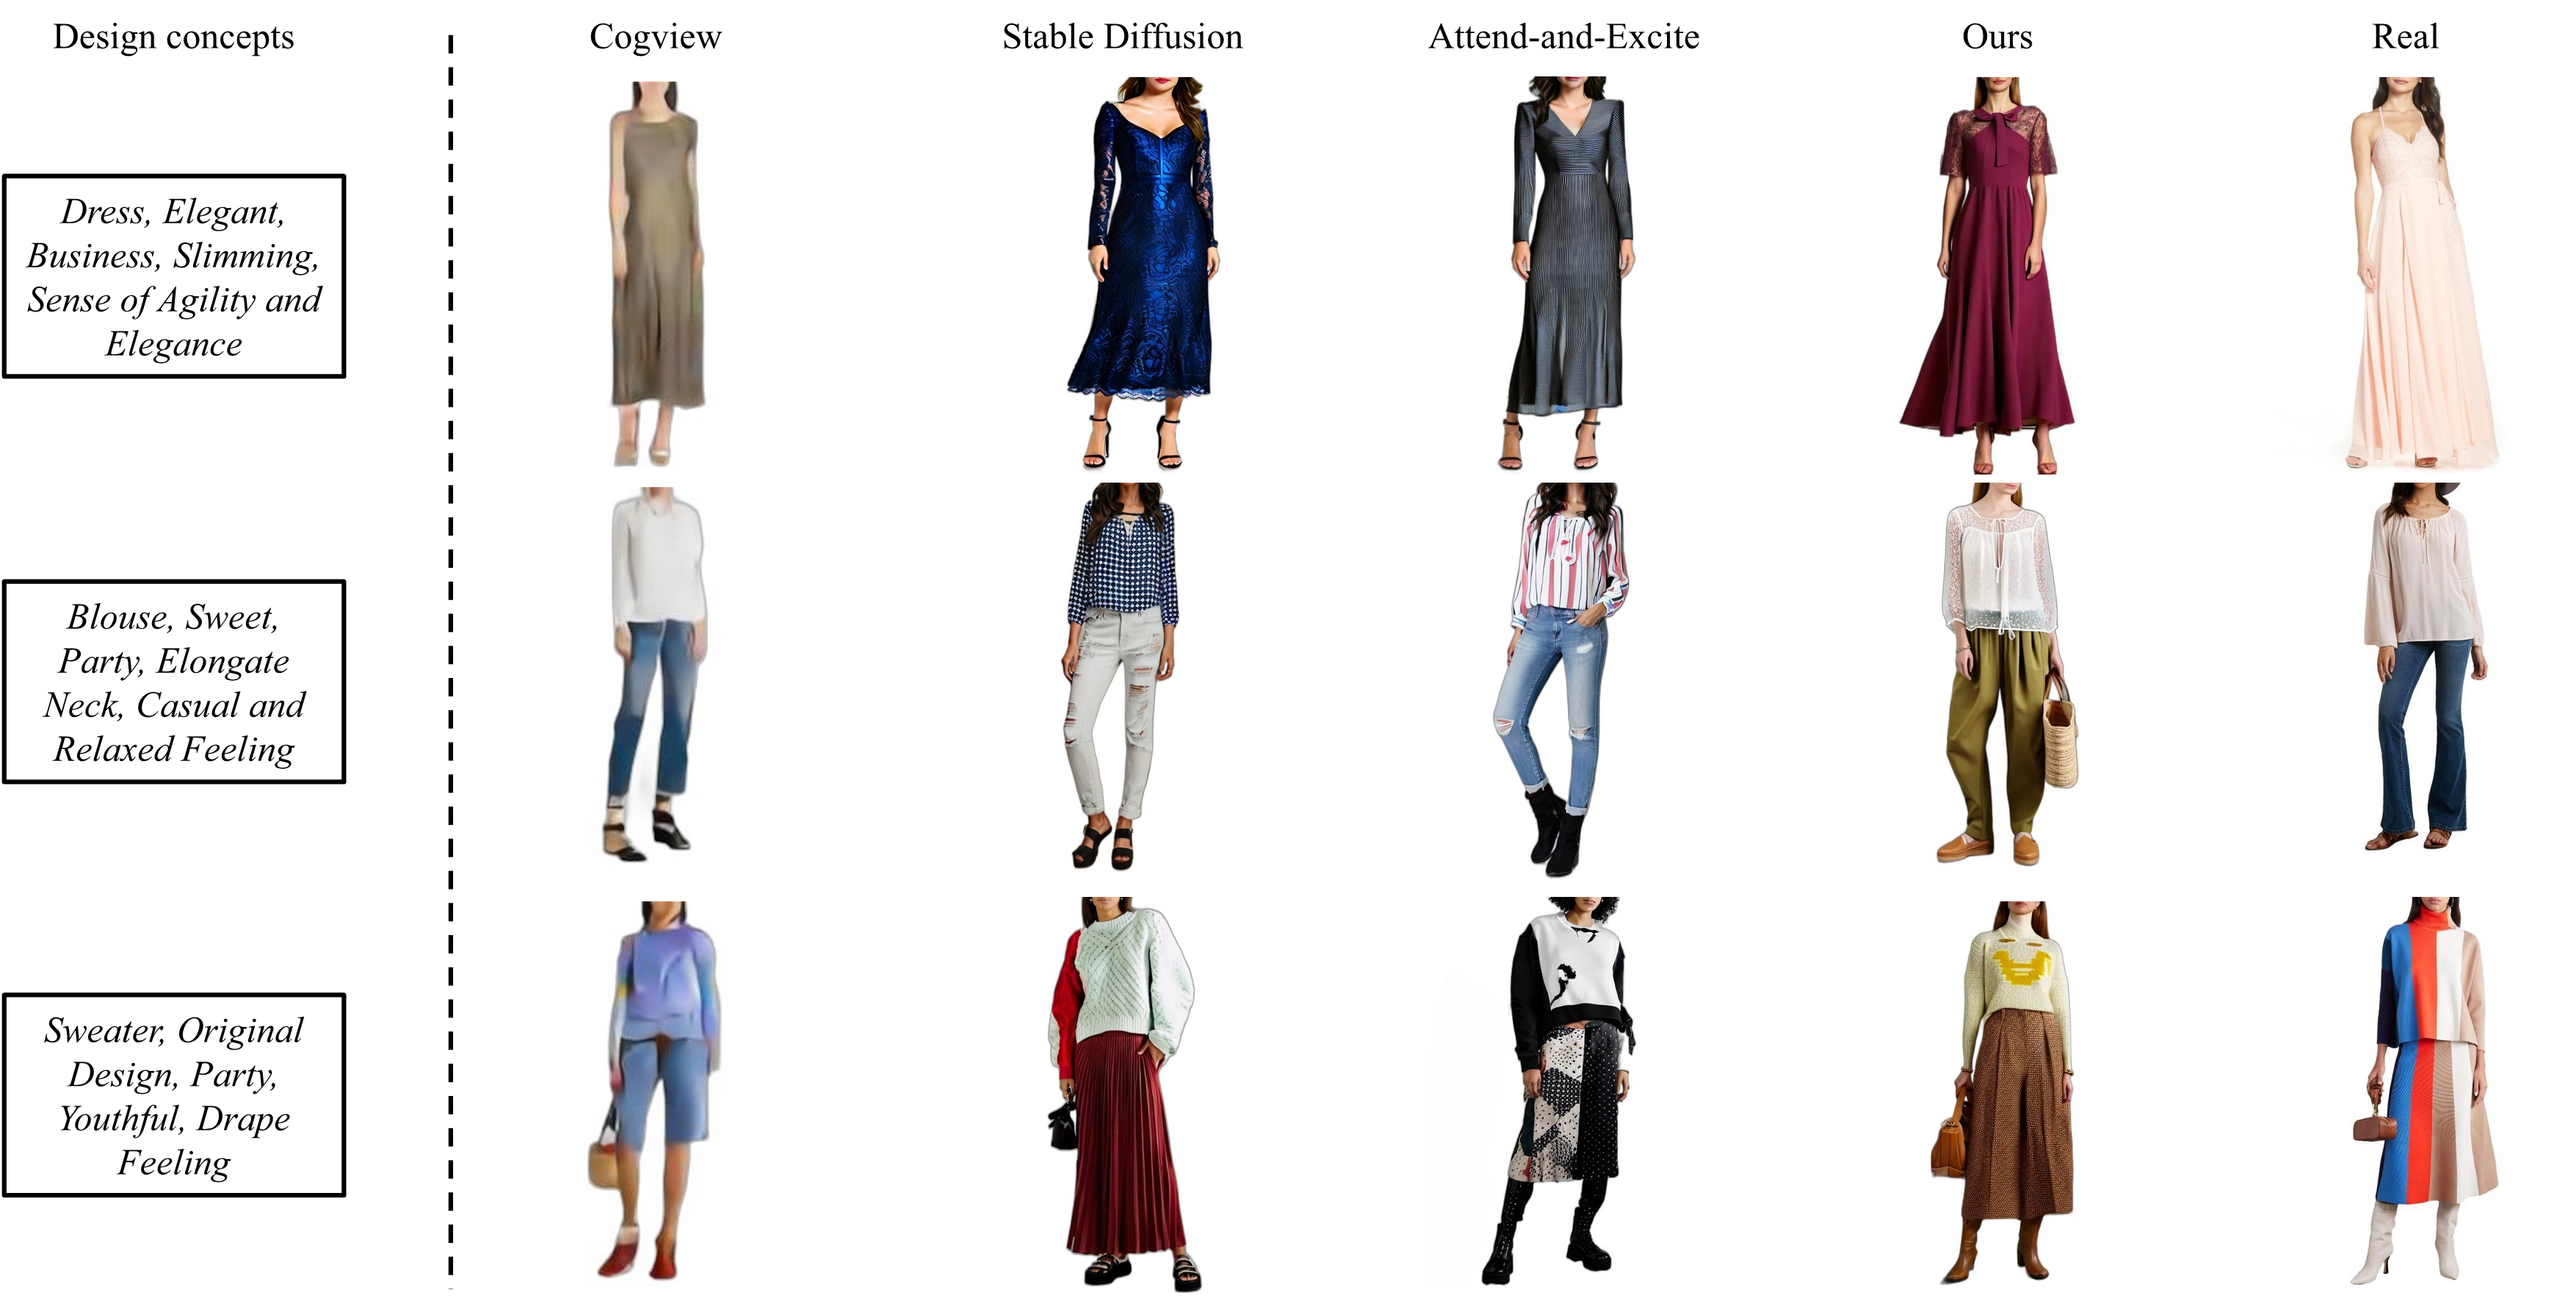 Design concepts
Cogview
Stable Diffusion
Attend-and-Excite
Ours
Real
Dress, Elegant,
Business, Slimming,
Sense of Agility and
Elegance
Blouse, Sweet,
Party, Elongate
Neck, Casual and
Relaxed Feeling
Sweater, Original
Design, Party,
Youthful, Drape
Feeling